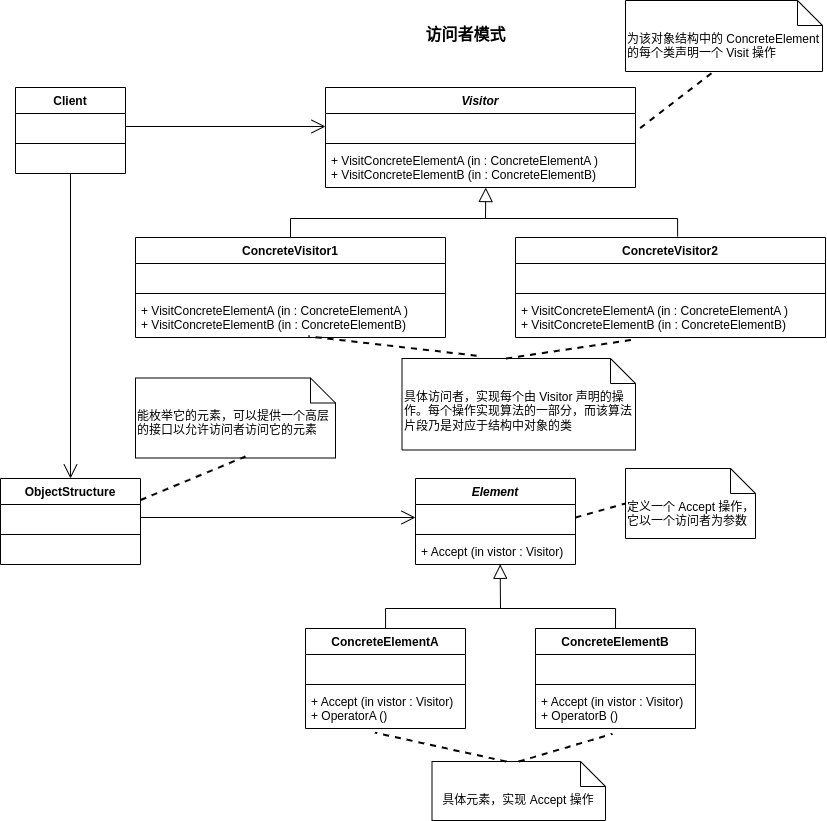 访问者模式
为该对象结构中的 ConcreteElement
的每个类声明一个 Visit 操作
Client
Visitor
+ VisitConcreteElementA (in : ConcreteElementA )
+ VisitConcreteElementB (in : ConcreteElementB)
ConcreteVisitor1
+ VisitConcreteElementA (in : ConcreteElementA )
+ VisitConcreteElementB (in : ConcreteElementB)
ConcreteVisitor2
+ VisitConcreteElementA (in : ConcreteElementA )
+ VisitConcreteElementB (in : ConcreteElementB)
具体访问者，实现每个由 Visitor 声明的操
作。每个操作实现算法的一部分，而该算法
片段乃是对应于结构中对象的类
能枚举它的元素，可以提供一个高层
的接口以允许访问者访问它的元素
ObjectStructure
Element
+ Accept (in vistor : Visitor)
定义一个 Accept 操作，
它以一个访问者为参数
ConcreteElementA
+ Accept (in vistor : Visitor)
+ OperatorA ()
ConcreteElementB
+ Accept (in vistor : Visitor)
+ OperatorB ()
具体元素，实现 Accept 操作